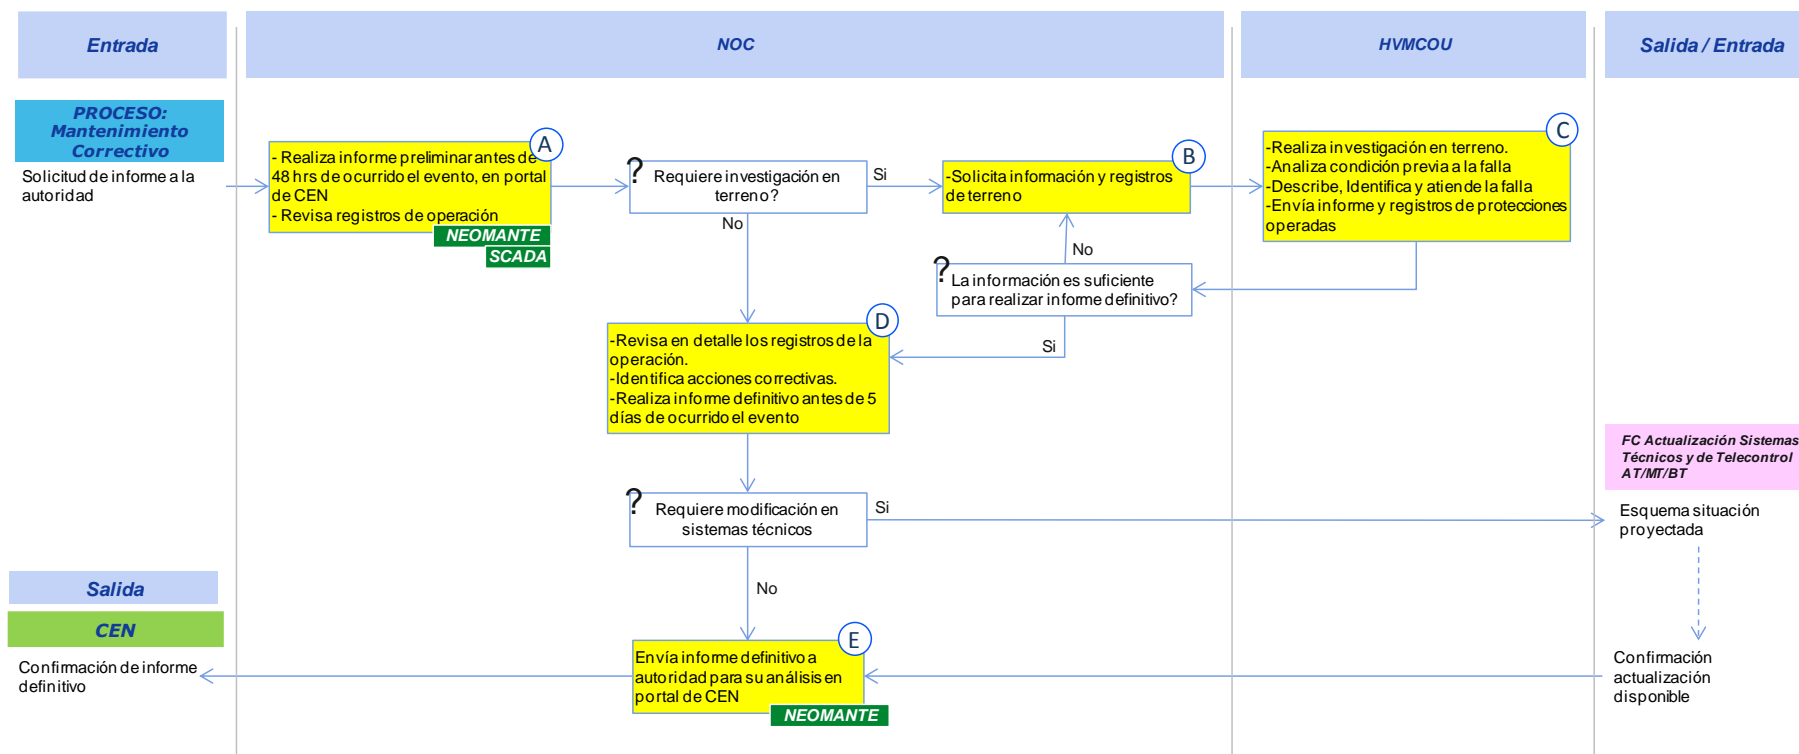 Entrada
NOC
HVMCOU
Salida / Entrada
PROCESO:
Mantenimiento
Correctivo
Solicitud de informe a la
autoridad
A
- Realiza informe preliminar antes de
48 hrs de ocurrido el evento, en portal
de CEN
- Revisa registros de operación
NEOMANTE
SCADA
?
Requiere investigación en
terreno?
Si
No
B
-Solicita información y registros
de terreno
C
-Realiza investigación en terreno.
-Analiza condición previa a la falla
-Describe, Identifica y atiende la falla
-Envía informe y registros de protecciones
operadas
No
?
La información es suficiente
para realizar informe definitivo?
Si
D
-Revisa en detalle los registros de la
operación.
-Identifica acciones correctivas.
-Realiza informe definitivo antes de 5
días de ocurrido el evento
FC Actualización Sistemas
Técnicos y de Telecontrol
AT/MT/BT
?
Requiere modificación en
sistemas técnicos
Si
Esquema situación
proyectada
No
Salida
CEN
Confirmación de informe
definitivo
E
Envía informe definitivo a
autoridad para su análisis en
portal de CEN
NEOMANTE
Confirmación
actualización
disponible